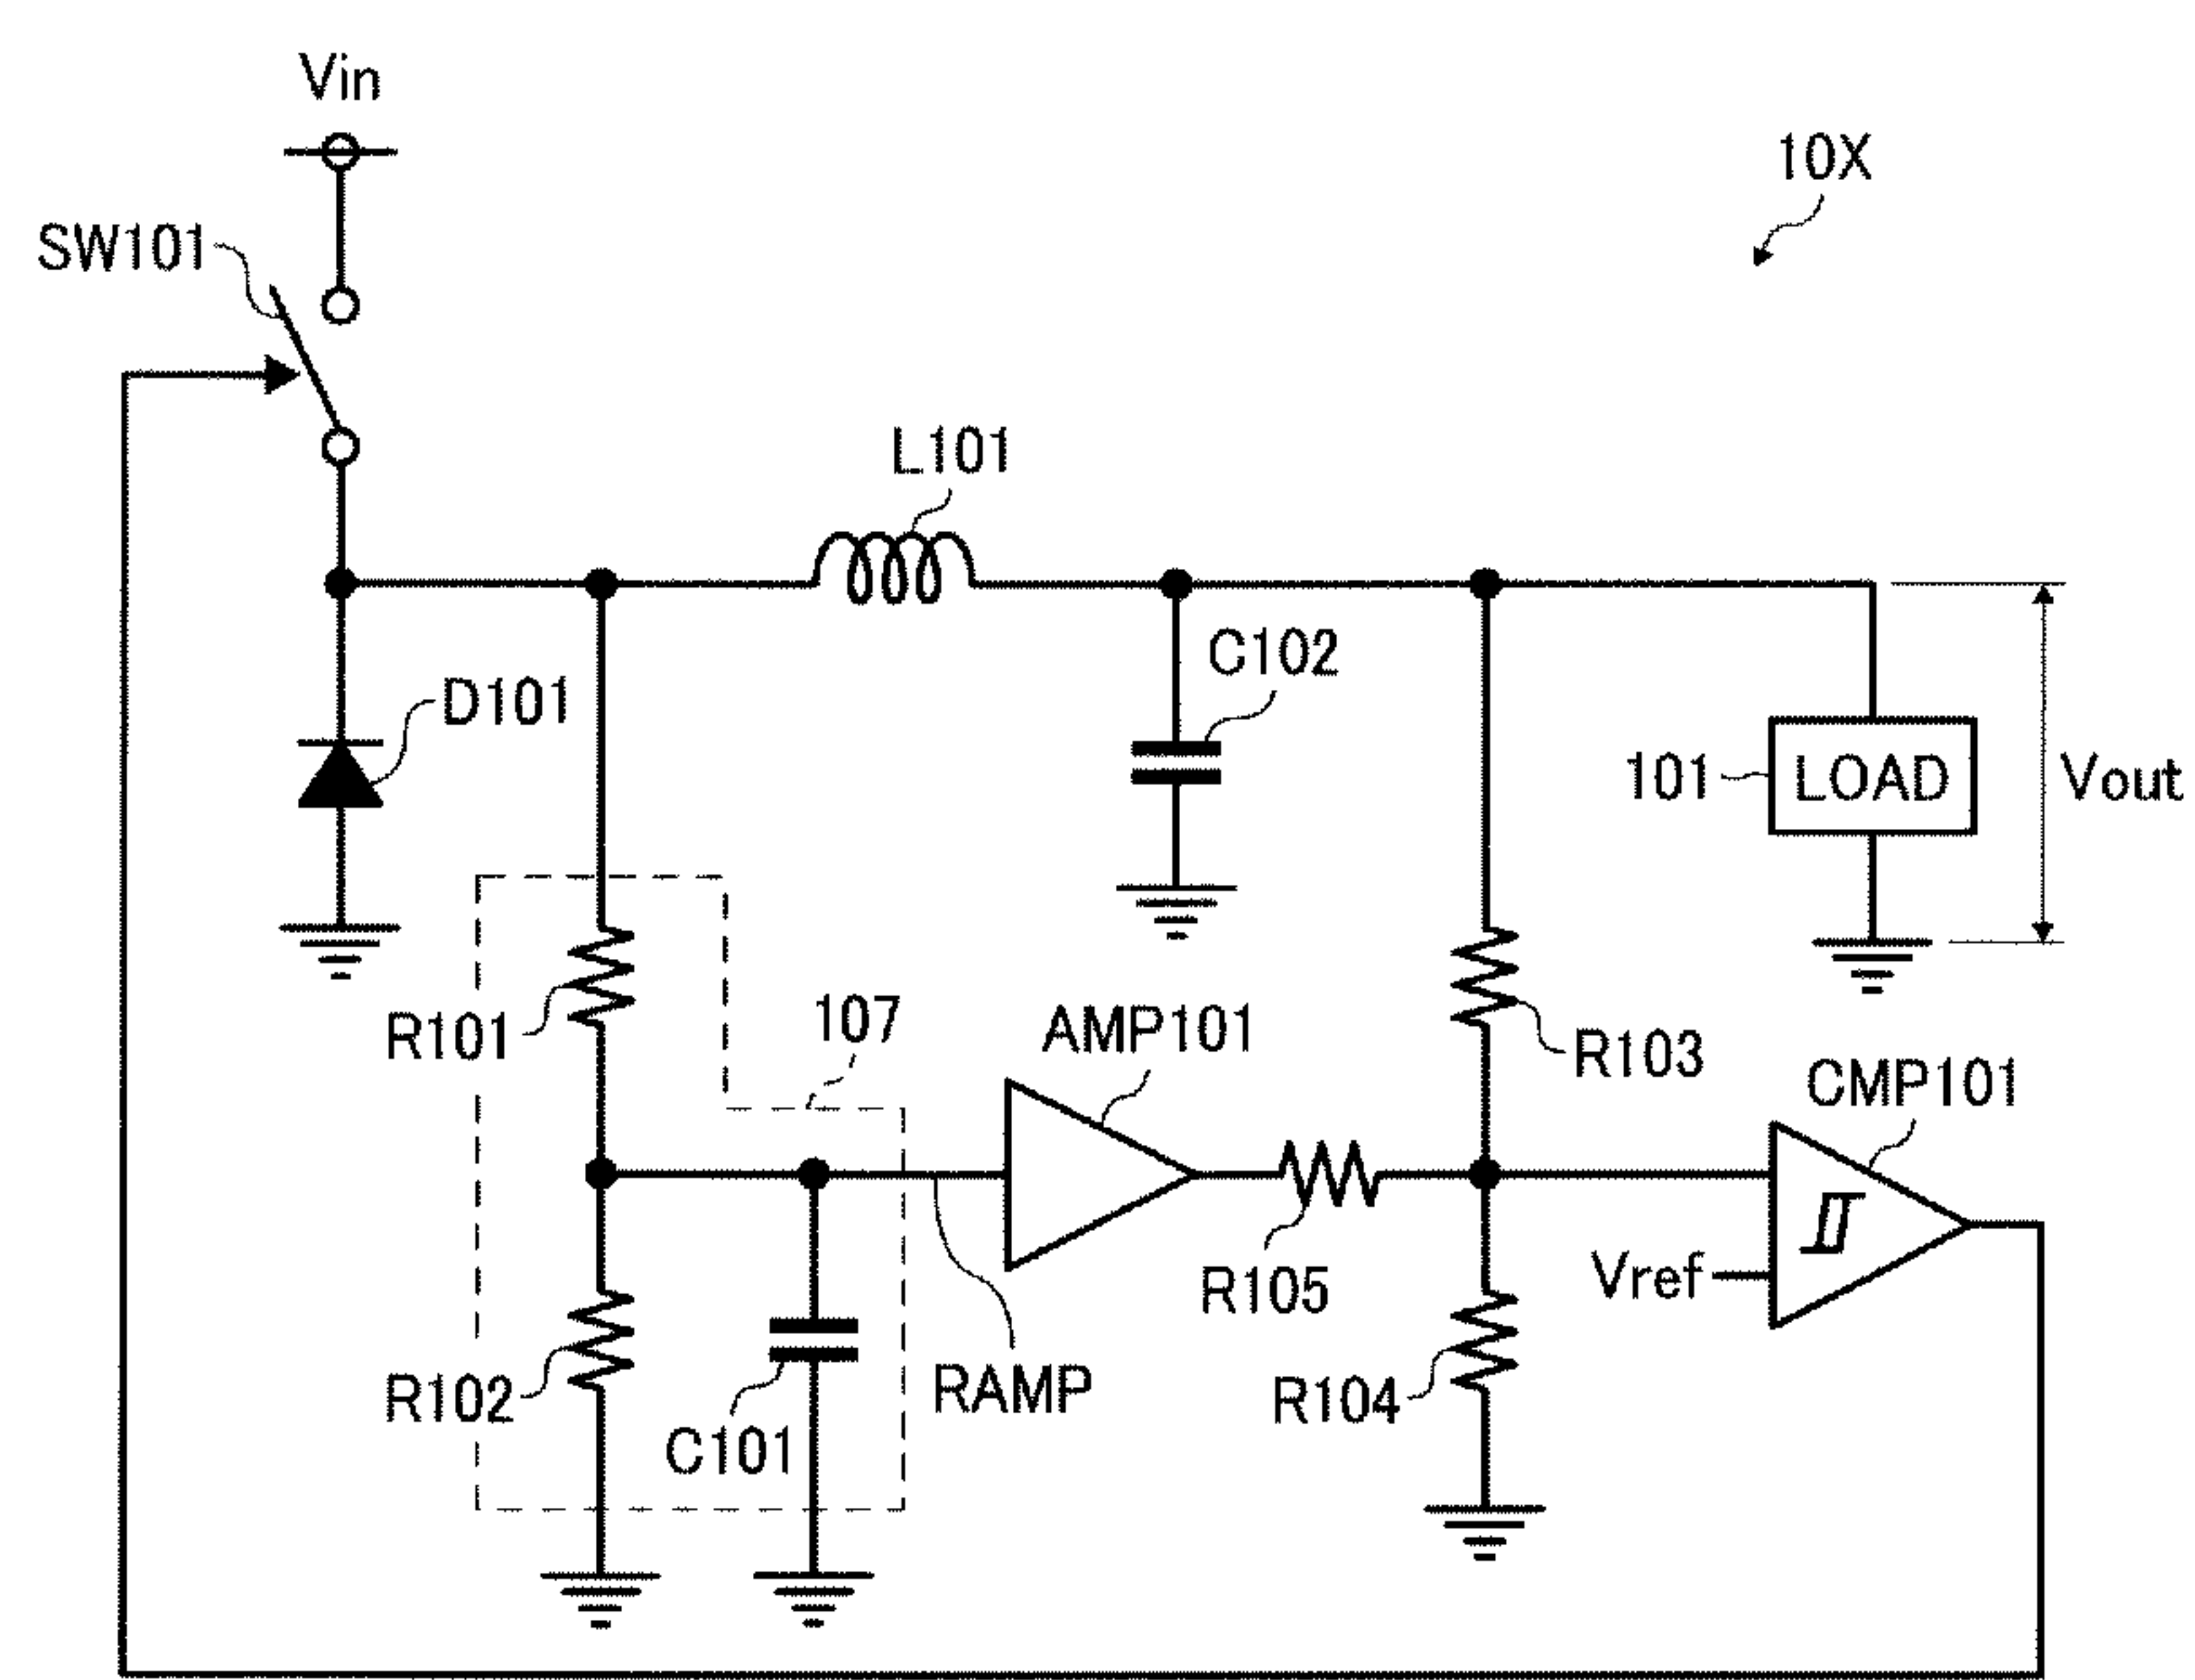 Vin
10X
SW101
L101
C102
D101
101
LOAD
Vout
R101
107
AMP101
R103
CMP101
R105
Vref
R102
C101
RAMP
R104